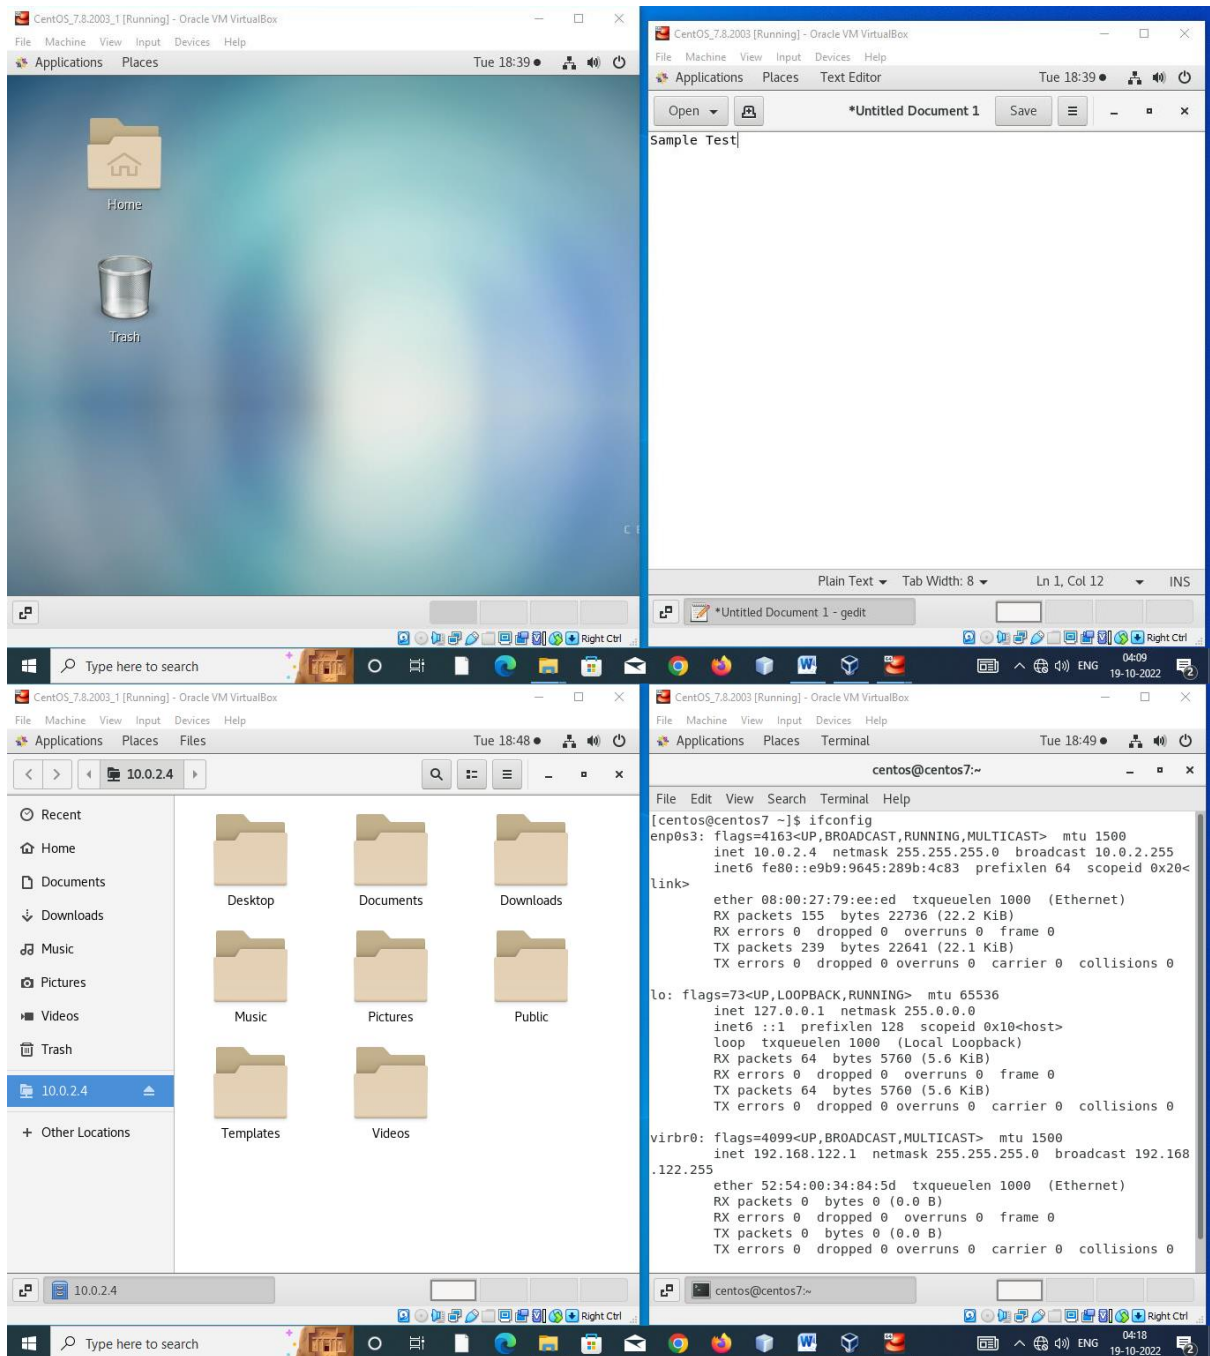 CentOS_7.8.2003_1 [Running] - Oracle VM VirtualBox
File Machine View Input Devices Help
Applications Places Tue 18:39
Home
Trash
Right Ctrl
CentOS_7.8.2003 [Running] - Oracle VM VirtualBox
File Machine View Input Devices Help
Applications Places Text Editor Tue 18:39
Open *Untitled Document 1 Save
Sample Test
Plain Text Tab Width: 8 Ln 1, Col 12 INS
*Untitled Document 1 - gedit
Right Ctrl
Type here to search ENG 04:09
19-10-2022
2
CentOS_7.8.2003_1 [Running] - Oracle VM VirtualBox
File Machine View Input Devices Help
Applications Places Files Tue 18:48
10.0.2.4
Recent
Home
Documents
Downloads
Music
Pictures
Videos
Trash
10.0.2.4
+ Other Locations
Desktop Documents Downloads
Music Pictures Public
Templates Videos
10.0.2.4
Right Ctrl
CentOS_7.8.2003 [Running] - Oracle VM VirtualBox
File Machine View Input Devices Help
Applications Places Terminal Tue 18:49
centos@centos7:~
File Edit View Search Terminal Help
[centos@centos7 ~]$ ifconfig
enp0s3: flags=4163<UP,BROADCAST,RUNNING,MULTICAST>  mtu 1500
        inet 10.0.2.4  netmask 255.255.255.0  broadcast 10.0.2.255
        inet6 fe80::e9b9:9645:289b:4c83  prefixlen 64  scopeid 0x20<
link>
        ether 08:00:27:79:ee:ed  txqueuelen 1000  (Ethernet)
        RX packets 155  bytes 22736 (22.2 KiB)
        RX errors 0  dropped 0  overruns 0  frame 0
        TX packets 239  bytes 22641 (22.1 KiB)
        TX errors 0  dropped 0 overruns 0  carrier 0  collisions 0
lo: flags=73<UP,LOOPBACK,RUNNING>  mtu 65536
        inet 127.0.0.1  netmask 255.0.0.0
        inet6 ::1  prefixlen 128  scopeid 0x10<host>
        loop  txqueuelen 1000  (Local Loopback)
        RX packets 64  bytes 5760 (5.6 KiB)
        RX errors 0  dropped 0  overruns 0  frame 0
        TX packets 64  bytes 5760 (5.6 KiB)
        TX errors 0  dropped 0 overruns 0  carrier 0  collisions 0
virbr0: flags=4099<UP,BROADCAST,MULTICAST>  mtu 1500
        inet 192.168.122.1  netmask 255.255.255.0  broadcast 192.168
.122.255
        ether 52:54:00:34:84:5d  txqueuelen 1000  (Ethernet)
        RX packets 0  bytes 0 (0.0 B)
        RX errors 0  dropped 0  overruns 0  frame 0
        TX packets 0  bytes 0 (0.0 B)
        TX errors 0  dropped 0 overruns 0  carrier 0  collisions 0
centos@centos7:~
Right Ctrl
Type here to search ENG 04:18
19-10-2022
2